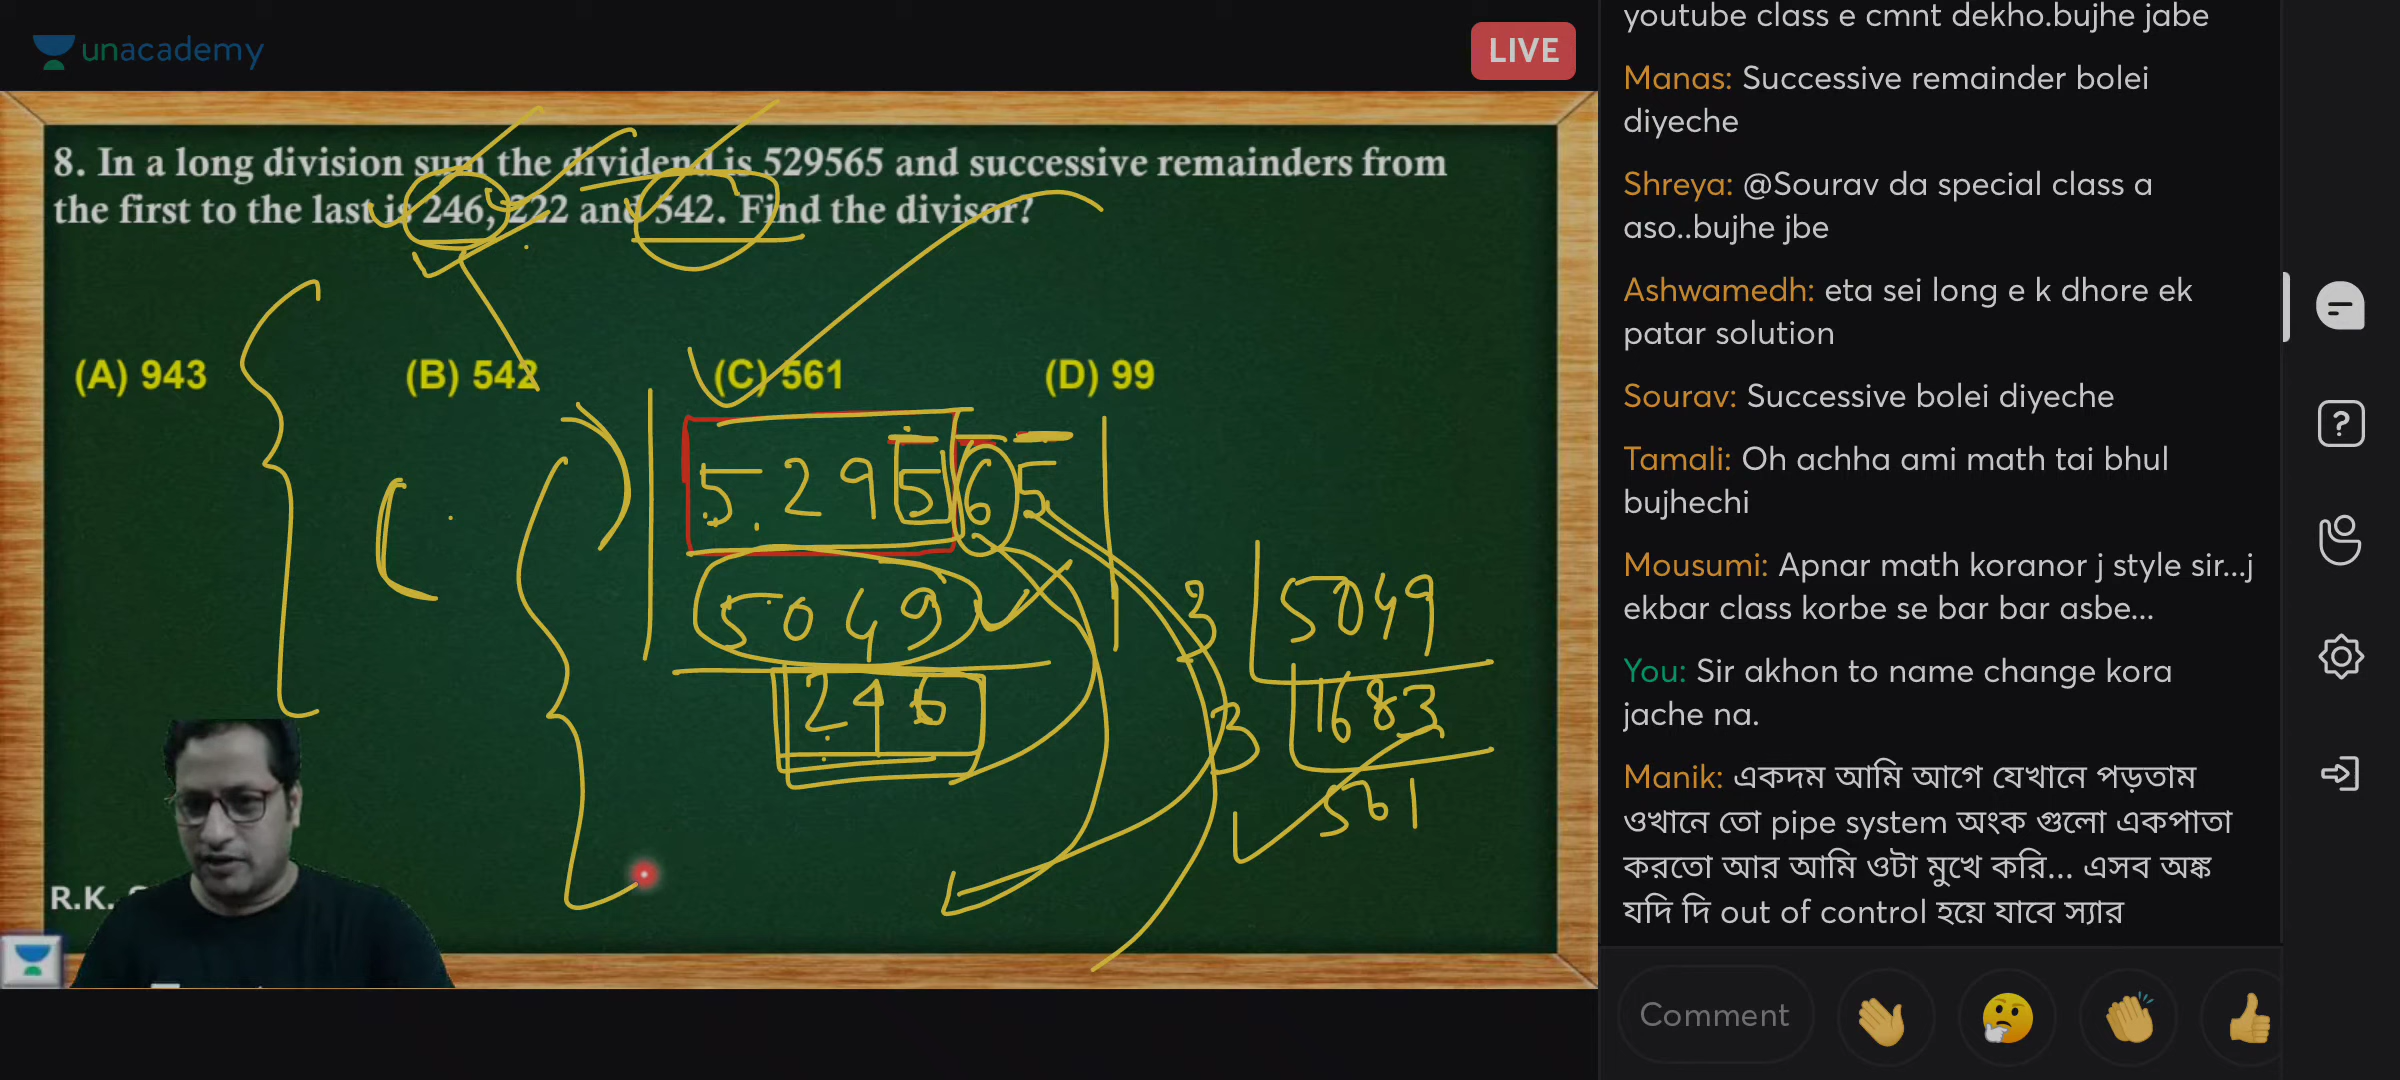 unacademy
LIVE
8. In a long division sum the dividend is 529565 and successive remainders from
the first to the last is 246, 222 and 542. Find the divisor?
(A) 943 (B) 542 (C) 561 (D) 99
529565
5049
246
3 5049
3 1683
561
R.K.
youtube class e cmnt dekho.bujhe jabe
Manas: Successive remainder bolei
diyeche
Shreya: @Sourav da special class a
aso..bujhe jbe
Ashwamedh: eta sei long e k dhore ek
patar solution
Sourav: Successive bolei diyeche
Tamali: Oh achha ami math tai bhul
bujhechi
Mousumi: Apnar math koranor j style sir...j
ekbar class korbe se bar bar asbe...
You: Sir akhon to name change kora
jache na.
Manik: একদম আমি আগে যেখানে পড়তাম
ওখানে তো pipe system অংক গুলো একপাতা
করতো আর আমি ওটা মুখে করি... এসব অঙ্ক
যদি দি out of control হয়ে যাবে স্যার
Comment